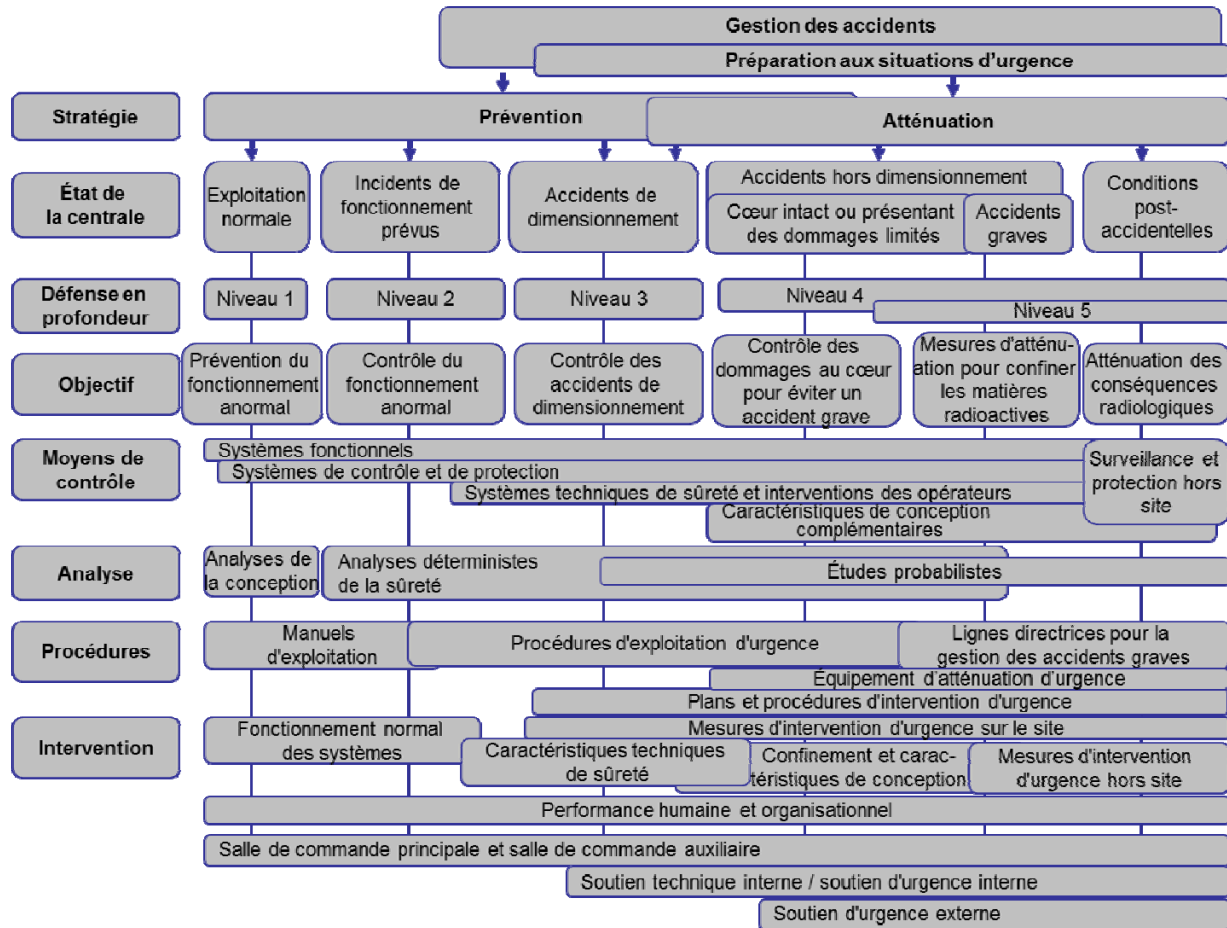 Gestion des accidents
Préparation aux situations d'urgence
Stratégie
Prévention
Atténuation
État de
la centrale
Exploitation
normale
Incidents de
fonctionnement
prévus
Accidents de
dimensionnement
Accidents hors dimensionnement
Cœur intact ou présentant
des dommages limités
Accidents
graves
Conditions
post-
accidentelles
Défense en
profondeur
Niveau 1
Niveau 2
Niveau 3
Niveau 4
Niveau 5
Objectif
Prévention du
fonctionnement
anormal
Contrôle du
fonctionnement
anormal
Contrôle des
accidents de
dimensionnement
Contrôle des
dommages au cœur
pour éviter un
accident grave
Mesures d'atténu-
ation pour confiner
les matières
radioactives
Atténuation des
conséquences
radiologiques
Moyens de
contrôle
Systèmes fonctionnels
Systèmes de contrôle et de protection
Systèmes techniques de sûreté et interventions des opérateurs
Caractéristiques de conception
complémentaires
Surveillance et
protection hors
site
Analyse
Analyses de
la conception
Analyses déterministes
de la sûreté
Études probabilistes
Procédures
Manuels
d'exploitation
Procédures d'exploitation d'urgence
Lignes directrices pour la
gestion des accidents graves
Équipement d'atténuation d'urgence
Plans et procédures d'intervention d'urgence
Intervention
Fonctionnement normal
des systèmes
Mesures d'intervention d'urgence sur le site
Caractéristiques techniques
de sûreté
Confinement et carac-
téristiques de conception
Mesures d'intervention
d'urgence hors site
Performance humaine et organisationnel
Salle de commande principale et salle de commande auxiliaire
Soutien technique interne / soutien d'urgence interne
Soutien d'urgence externe